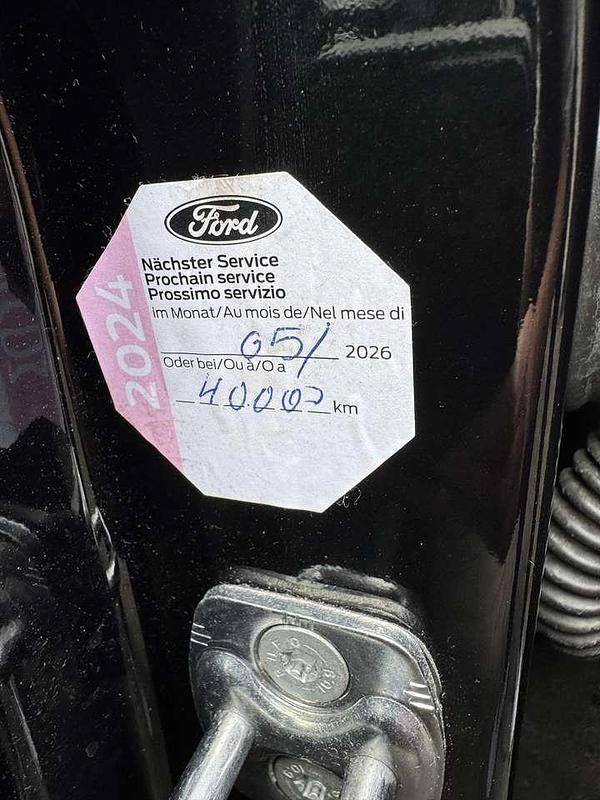 Ford
Nächster Service
Prochain service
Prossimo servizio
im Monat/Au mois de/Nel mese di
05/ 2026
Oder bei/Ou à/O a
40000 km
2024